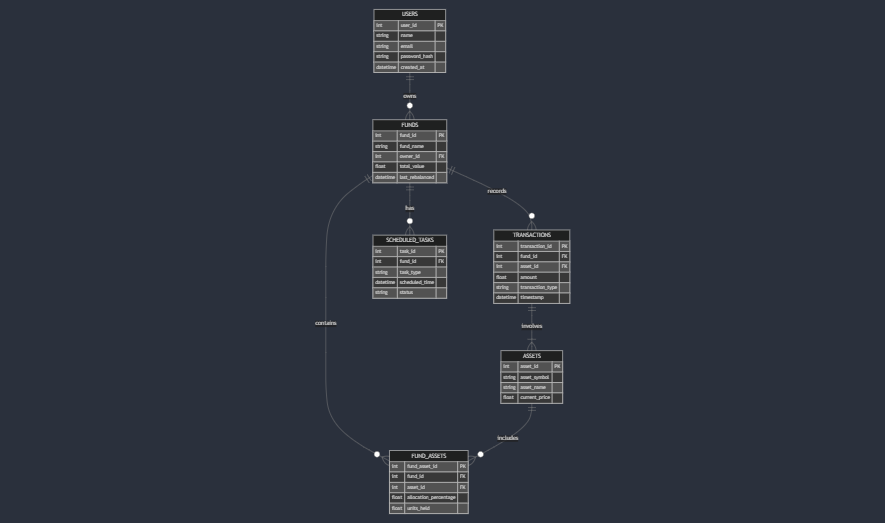 USERS
int user_id PK
string name
string email
string password_hash
datetime created_at
owns
FUNDS
int fund_id PK
string fund_name
int owner_id FK
float total_value
datetime last_rebalanced
records
has
SCHEDULED_TASKS
int task_id PK
int fund_id FK
string task_type
datetime scheduled_time
string status
TRANSACTIONS
int transaction_id PK
int fund_id FK
int asset_id FK
float amount
string transaction_type
datetime timestamp
contains
involves
ASSETS
int asset_id PK
string asset_symbol
string asset_name
float current_price
includes
FUND_ASSETS
int fund_asset_id PK
int fund_id FK
int asset_id FK
float allocation_percentage
float units_held